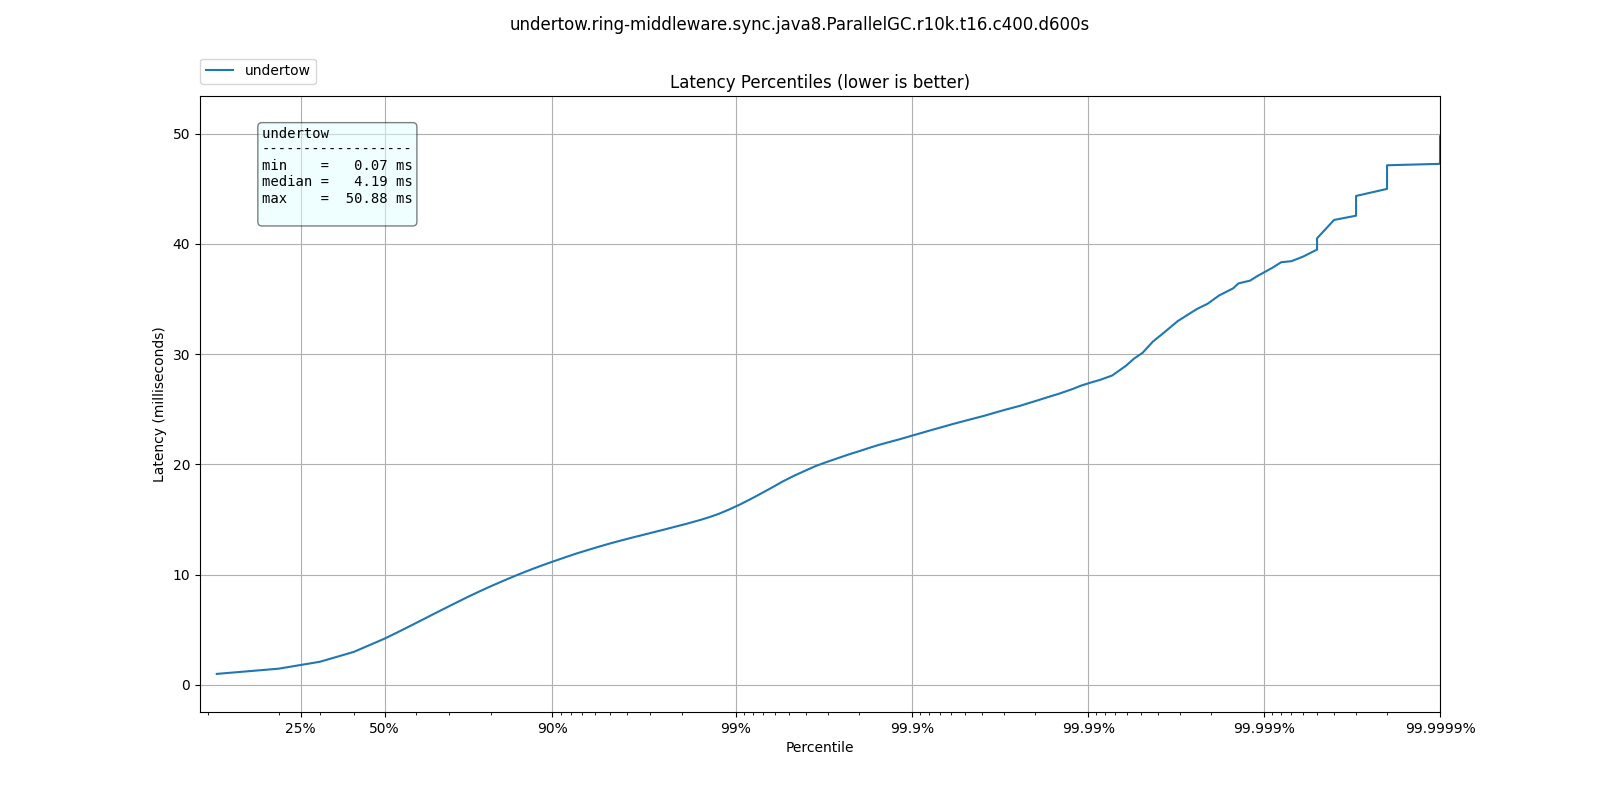 undertow.ring-middleware.sync.java8.ParallelGC.r10k.t16.c400.d600s
undertow
Latency Percentiles (lower is better)
undertow
------------------
min    =   0.07 ms
median =   4.19 ms
max    =  50.88 ms
50
40
30
20
10
0
Latency (milliseconds)
25% 50% 90% 99% 99.9% 99.99% 99.999% 99.9999%
Percentile